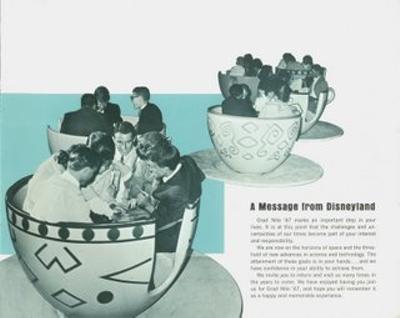 A Message from Disneyland
Grad Nite '67 marks an important step in your
lives. It is at this point that the challenges and un-
certainties of our times become part of your interest
and responsibility.
We are now on the horizons of space and the thres-
hold of new advances in science and technology. The
attainment of these goals is in your hands . . . and we
have confidence in your ability to achieve them.
We invite you to return and visit us many times in
the years to come. We have enjoyed having you join
us for Grad Nite '67, and hope you will remember it
as a happy and memorable experience.